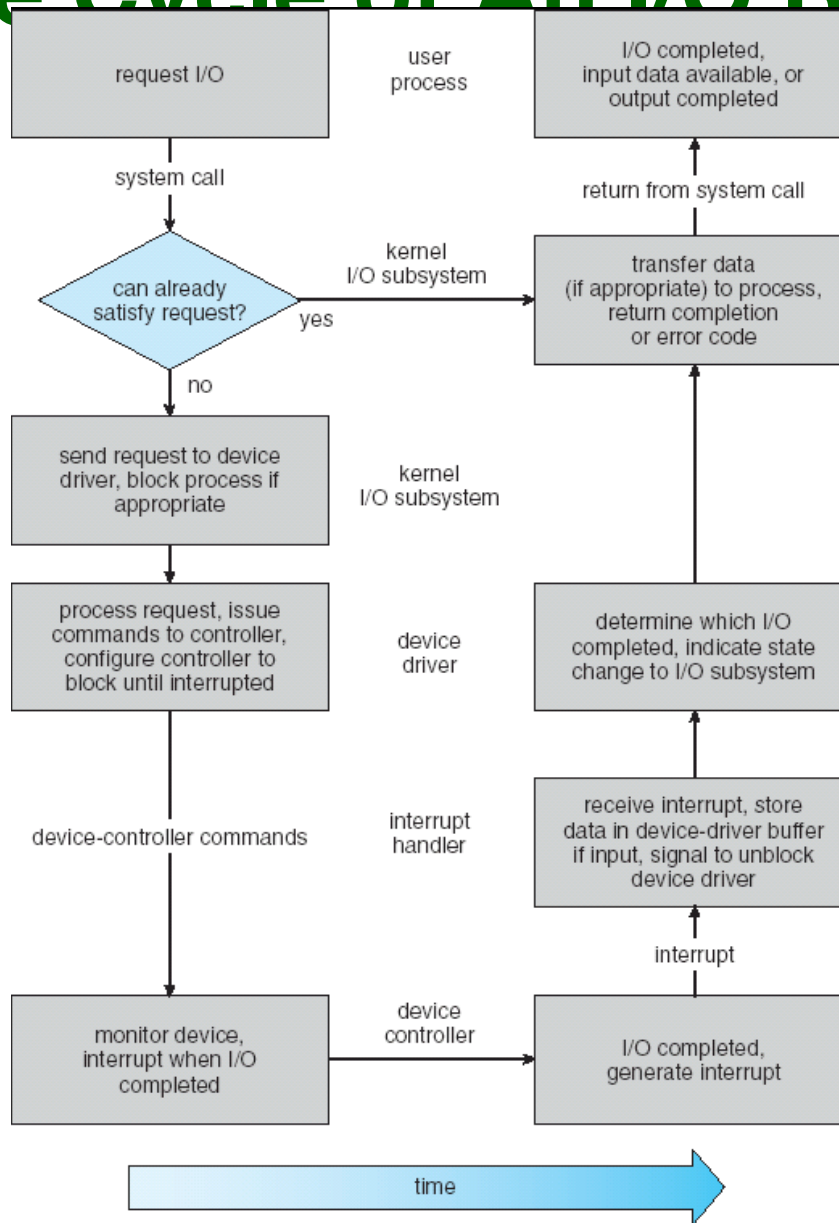 request I/O
user
process
I/O completed,
input data available, or
output completed
system call
return from system call
can already
satisfy request?
kernel
I/O subsystem
yes
transfer data
(if appropriate) to process,
return completion
or error code
no
send request to device
driver, block process if
appropriate
kernel
I/O subsystem
process request, issue
commands to controller,
configure controller to
block until interrupted
device
driver
determine which I/O
completed, indicate state
change to I/O subsystem
device-controller commands
interrupt
handler
receive interrupt, store
data in device-driver buffer
if input, signal to unblock
device driver
interrupt
monitor device,
interrupt when I/O
completed
device
controller
I/O completed,
generate interrupt
time